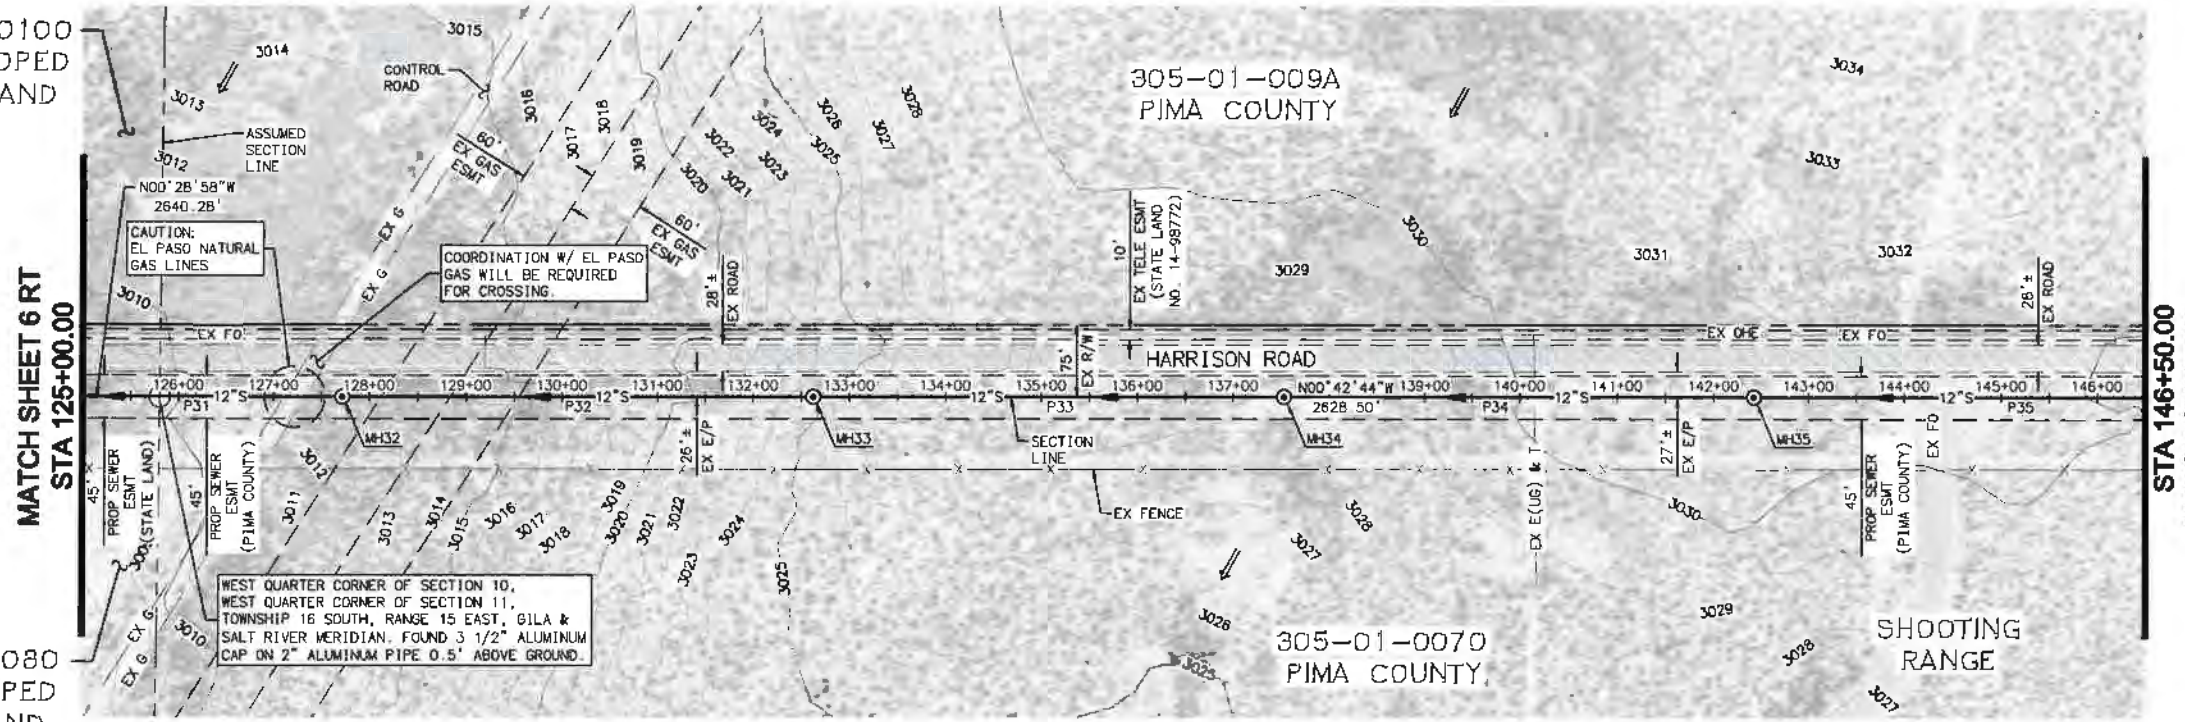 0100
OPED
AND
3014
3015
3013
CONTROL
ROAD
ASSUMED
SECTION
LINE
3012
N00°28'58"W
2640.28'
CAUTION:
EL PASO NATURAL
GAS LINES
3010
EX G
EX G
EX G
60'
EX GAS
ESMT
3016
3017
3018
3019
60'
EX GAS
ESMT
3020
3021
3022
3023
3024
3025
3026
3027
3028
COORDINATION W/ EL PASO
GAS WILL BE REQUIRED
FOR CROSSING.
28'±
EX ROAD
305-01-009A
PIMA COUNTY
10'
EX TELE ESMT
(STATE LAND
NO. 14-98772)
3029
3030
3031
3032
3033
3034
28'±
EX ROAD
MATCH SHEET 6 RT
STA 125+00.00
EX FO
75'
EX R/W
HARRISON ROAD
EX OHE
EX FO
126+00
127+00
128+00
129+00
130+00
131+00
132+00
133+00
134+00
135+00
136+00
137+00
N00°42'44"W
139+00
140+00
141+00
142+00
143+00
144+00
145+00
146+00
12"S
12"S
12"S
12"S
12"S
12"S
12"S
P31
P32
P33
2628.50'
P34
P35
MH32
MH33
MH34
MH35
SECTION
LINE
EX FENCE
26'±
EX E/P
27'±
EX E/P
EX E(UG) & T
EX FO
45'
PROP SEWER
ESMT
(STATE LAND)
45'
PROP SEWER
ESMT
(PIMA COUNTY)
45'
PROP SEWER
ESMT
(PIMA COUNTY)
STA 146+50.00
3012
3011
3013
3014
3015
3016
3017
3018
3019
3020
3021
3022
3023
3024
3025
3028
3027
3026
3025
3030
3029
3028
3027
WEST QUARTER CORNER OF SECTION 10,
WEST QUARTER CORNER OF SECTION 11,
TOWNSHIP 16 SOUTH, RANGE 15 EAST, GILA &
SALT RIVER MERIDIAN. FOUND 3 1/2" ALUMINUM
CAP ON 2" ALUMINUM PIPE 0.5' ABOVE GROUND.
3010
EX G
EX G
080
PED
305-01-0070
PIMA COUNTY
SHOOTING
RANGE